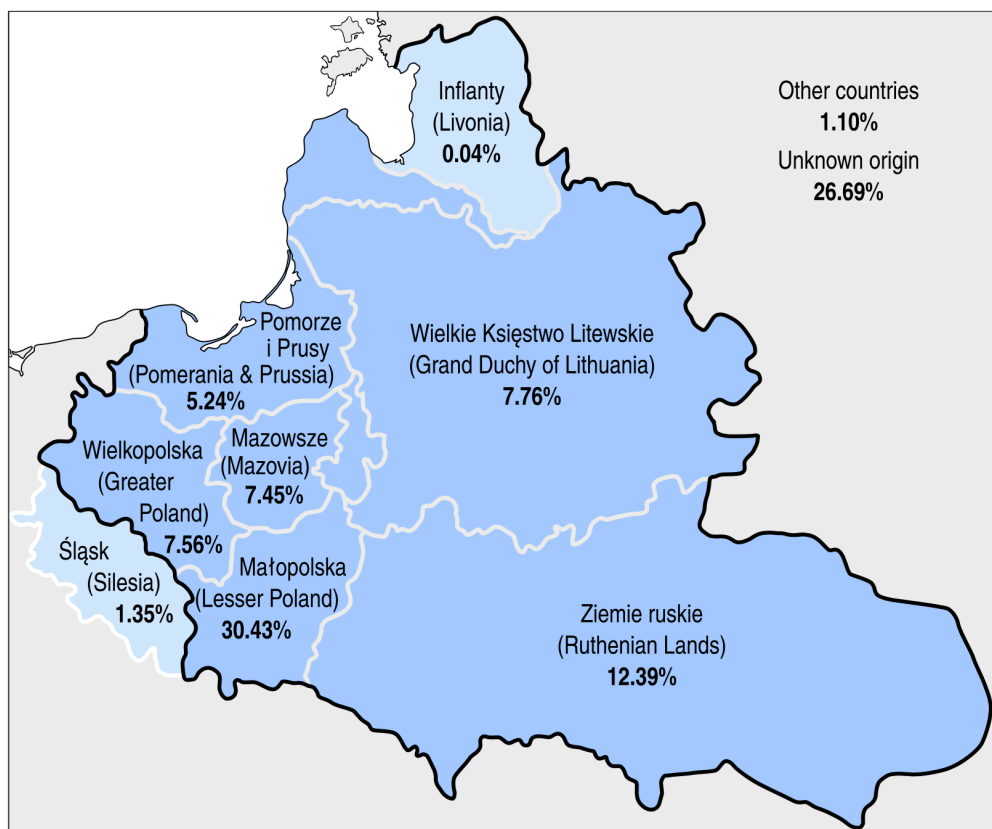 Inflanty
(Livonia)
0.04%
Other countries
1.10%
Unknown origin
26.69%
Pomorze
i Prusy
(Pomerania & Prussia)
5.24%
Wielkie Księstwo Litewskie
(Grand Duchy of Lithuania)
7.76%
Mazowsze
(Mazovia)
7.45%
Wielkopolska
(Greater
Poland)
7.56%
Śląsk
(Silesia)
1.35%
Małopolska
(Lesser Poland)
30.43%
Ziemie ruskie
(Ruthenian Lands)
12.39%